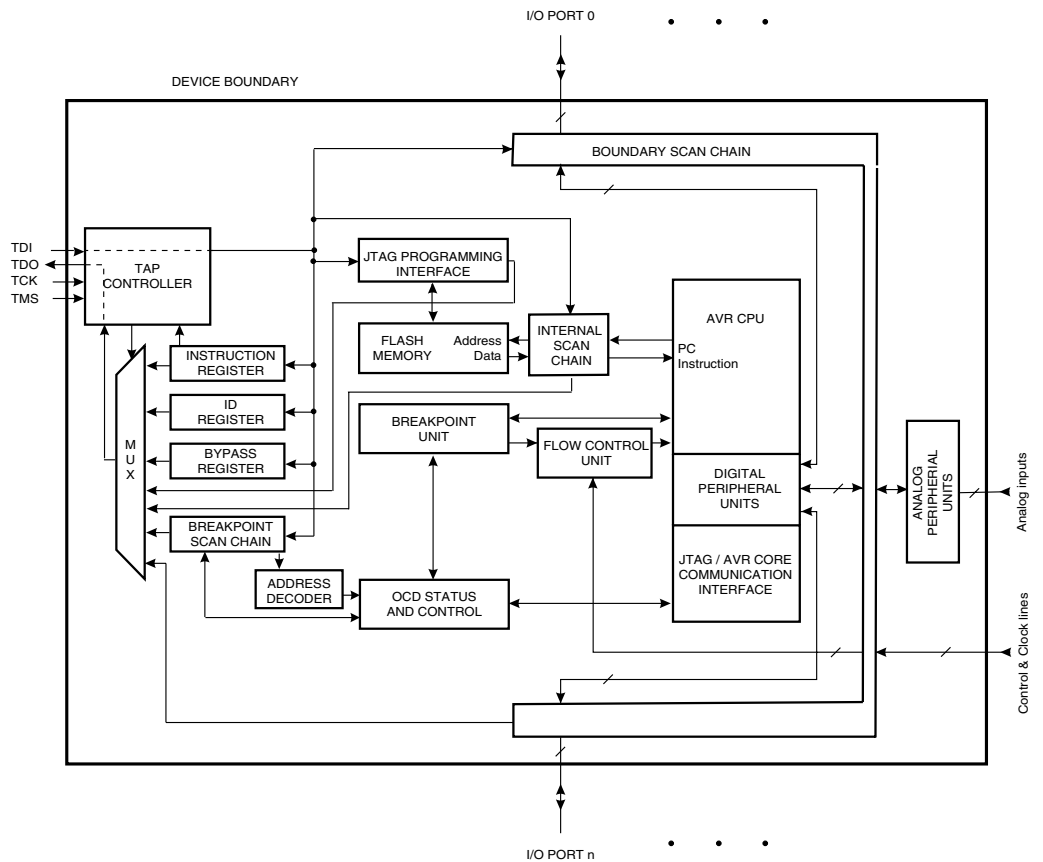 I/O PORT 0
DEVICE BOUNDARY
BOUNDARY SCAN CHAIN
TDI
TDO
TCK
TMS
TAP
CONTROLLER
JTAG PROGRAMMING
INTERFACE
AVR CPU
FLASH
MEMORY
Address
Data
INTERNAL
SCAN
CHAIN
PC
Instruction
INSTRUCTION
REGISTER
ID
REGISTER
BYPASS
REGISTER
M
U
X
BREAKPOINT
UNIT
FLOW CONTROL
UNIT
DIGITAL
PERIPHERAL
UNITS
ANALOG
PERIPHERIAL
UNITS
Analog inputs
BREAKPOINT
SCAN CHAIN
ADDRESS
DECODER
OCD STATUS
AND CONTROL
JTAG / AVR CORE
COMMUNICATION
INTERFACE
Control & Clock lines
I/O PORT n